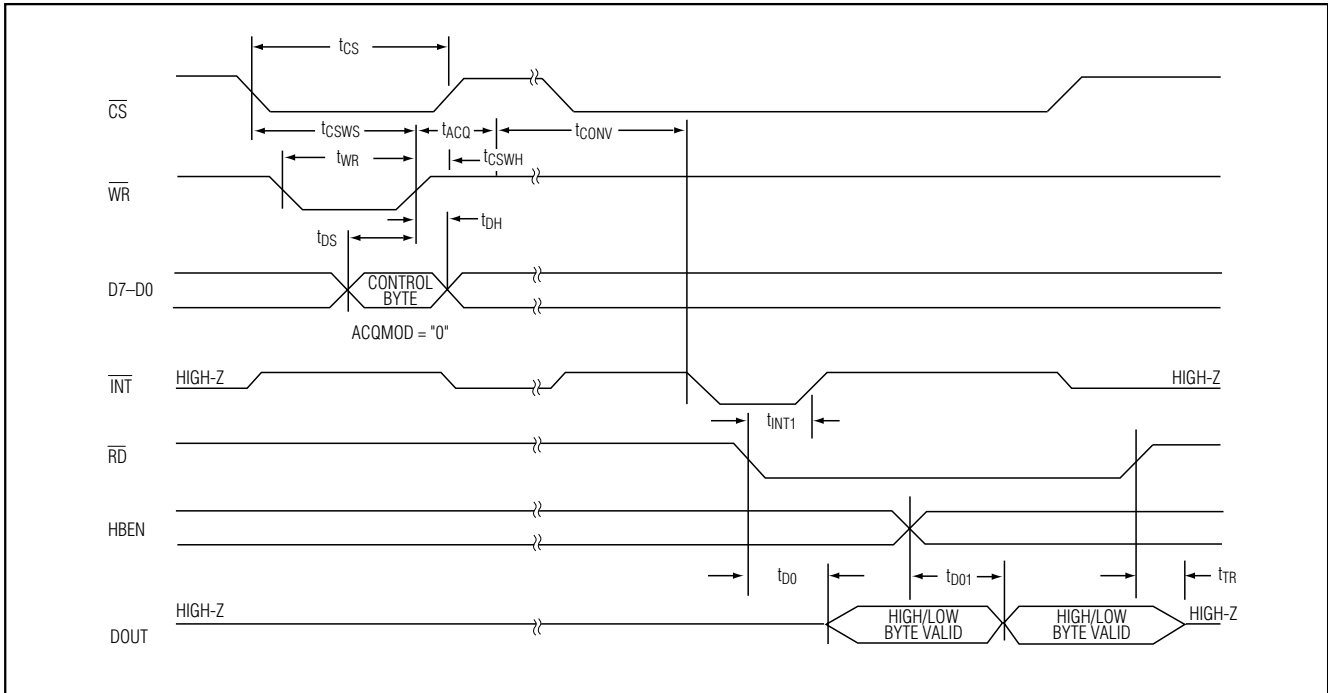 tCS
CS
tCSWS
tACQ
tCONV
tWR
tCSWH
WR
tDH
tDS
D7–D0
CONTROL
BYTE
ACQMOD = "0"
INT
HIGH-Z
HIGH-Z
tINT1
RD
HBEN
tD0
tD01
tTR
HIGH-Z
DOUT
HIGH/LOW
BYTE VALID
HIGH/LOW
BYTE VALID
HIGH-Z